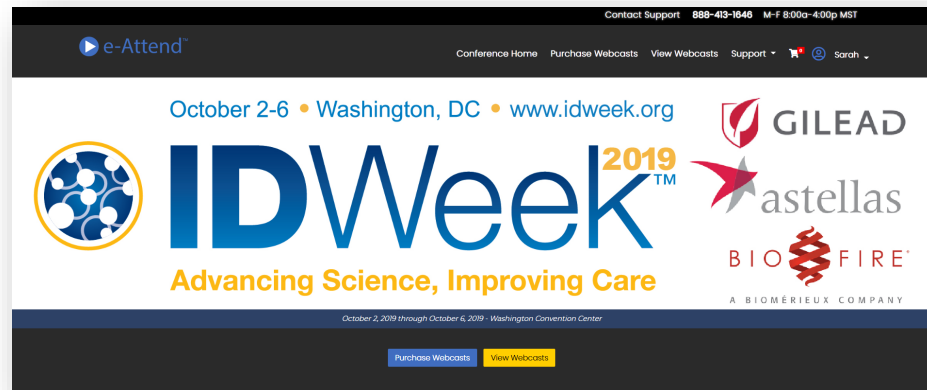 Contact Support 888-413-1646 M-F 8:00a-4:00p MST
e-Attend™
Conference Home Purchase Webcasts View Webcasts Support 0 Sarah
October 2-6 • Washington, DC • www.idweek.org
IDWeek™ 2019
Advancing Science, Improving Care
GILEAD
astellas
BIOFIRE®
A BIOMÉRIEUX COMPANY
October 2, 2019 through October 6, 2019 - Washington Convention Center
Purchase Webcasts View Webcasts